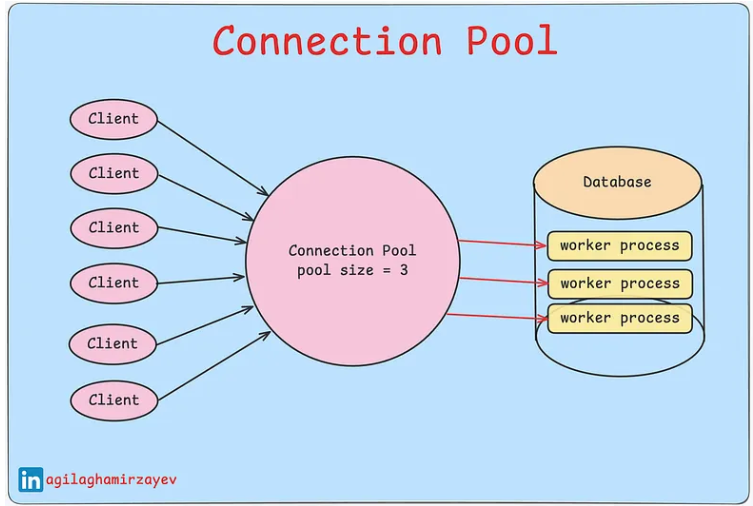 Connection Pool
Client
Client
Client
Client
Client
Client
Connection Pool
pool size = 3
Database
worker process
worker process
worker process
in agilaghamirzayev